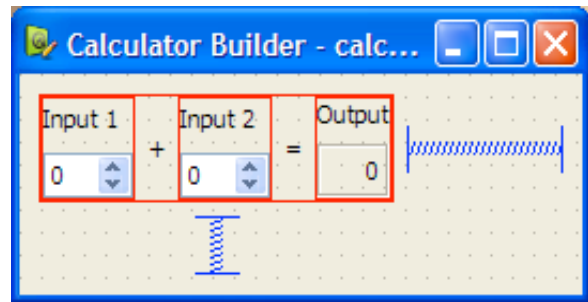 Calculator Builder - calc...
Input 1 Input 2 Output
+ =
0 0 0